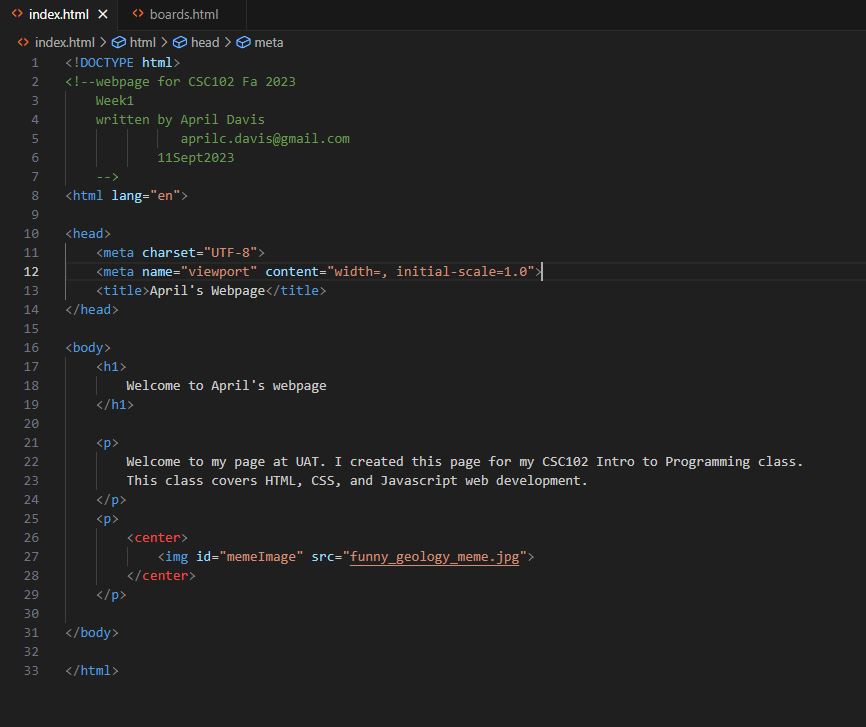 index.html boards.html
index.html > html > head > meta
1 <!DOCTYPE html>
2 <!--webpage for CSC102 Fa 2023
3 Week1
4 written by April Davis
5 aprilc.davis@gmail.com
6 11Sept2023
7 -->
8 <html lang="en">
9
10 <head>
11 <meta charset="UTF-8">
12 <meta name="viewport" content="width=, initial-scale=1.0">
13 <title>April's Webpage</title>
14 </head>
15
16 <body>
17 <h1>
18 Welcome to April's webpage
19 </h1>
20
21 <p>
22 Welcome to my page at UAT. I created this page for my CSC102 Intro to Programming class.
23 This class covers HTML, CSS, and Javascript web development.
24 </p>
25 <p>
26 <center>
27 <img id="memeImage" src="funny_geology_meme.jpg">
28 </center>
29 </p>
30
31 </body>
32
33 </html>